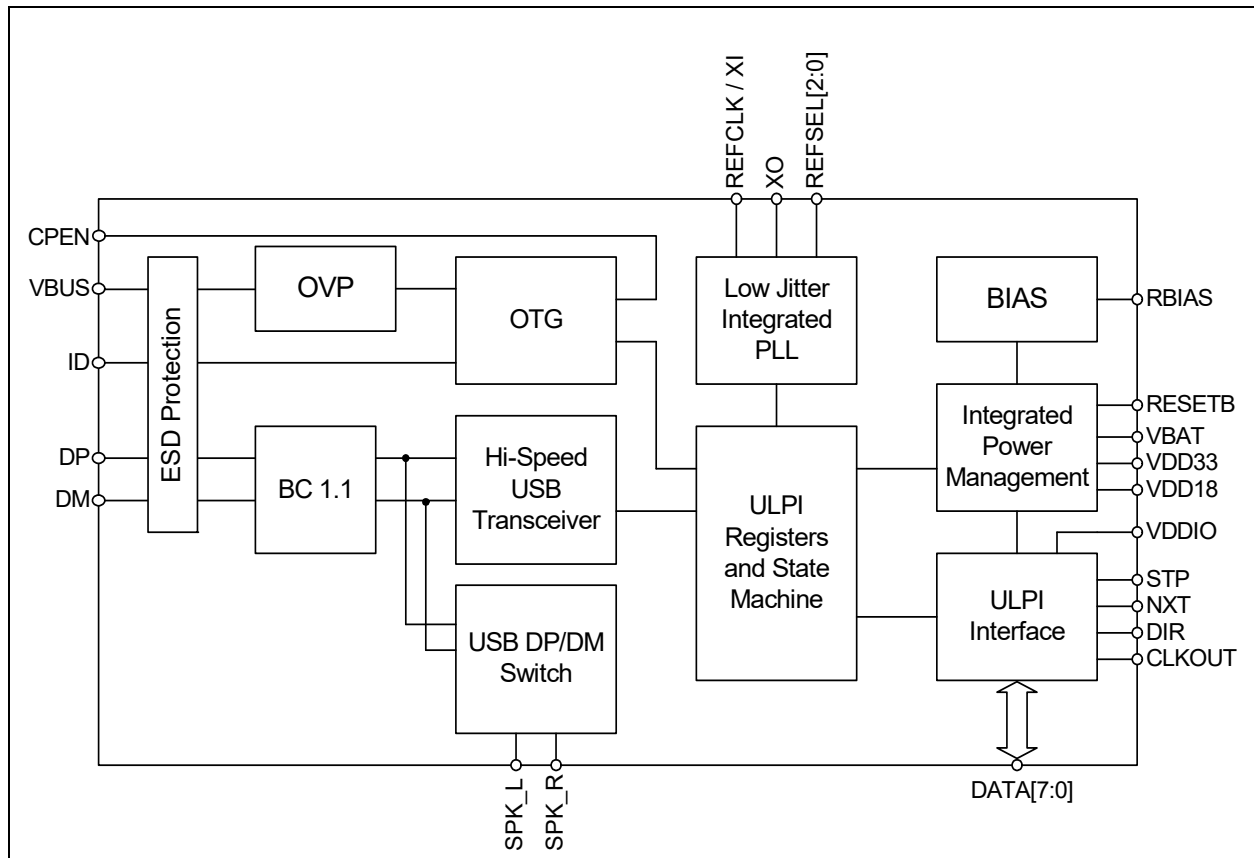 REFCLK / XI
XO
REFSEL[2:0]
CPEN
VBUS
ID
DP
DM
ESD Protection
OVP
OTG
BC 1.1
Hi-Speed
USB
Transceiver
USB DP/DM
Switch
SPK_L
SPK_R
Low Jitter
Integrated
PLL
ULPI
Registers
and State
Machine
BIAS
Integrated
Power
Management
ULPI
Interface
RBIAS
RESETB
VBAT
VDD33
VDD18
VDDIO
STP
NXT
DIR
CLKOUT
DATA[7:0]